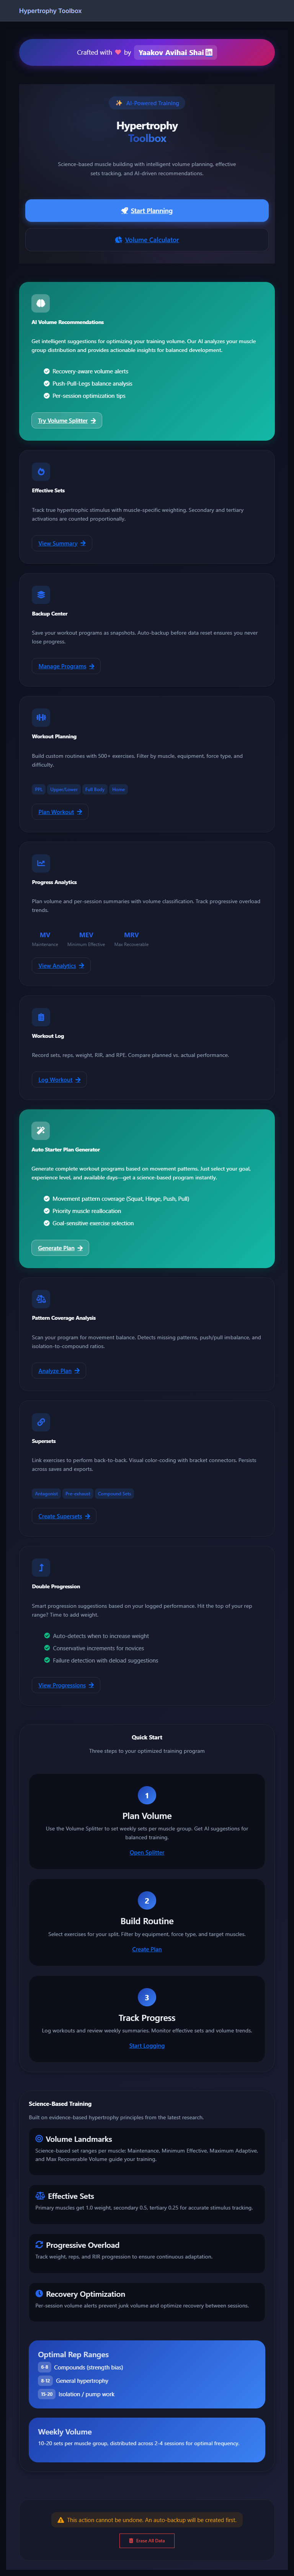 Hypertrophy Toolbox
Crafted with ❤ by Yaakov Avihai Shai
AI-Powered Training
Hypertrophy
Toolbox
Science-based muscle building with intelligent volume planning, effective
sets tracking, and AI-driven recommendations.
Start Planning
Volume Calculator
AI Volume Recommendations
Get intelligent suggestions for optimizing your training volume. Our AI analyzes your muscle
group distribution and provides actionable insights for balanced development.
Recovery-aware volume alerts
Push-Pull-Legs balance analysis
Per-session optimization tips
Try Volume Splitter →
Effective Sets
Track true hypertrophic stimulus with muscle-specific weighting. Secondary and tertiary
activations are counted proportionally.
View Summary →
Backup Center
Save your workout programs as snapshots. Auto-backup before data reset ensures you never
lose progress.
Manage Programs →
Workout Planning
Build custom routines with 500+ exercises. Filter by muscle, equipment, force type, and
difficulty.
PPL Upper/Lower Full Body Home
Plan Workout →
Progress Analytics
Plan volume and per-session summaries with volume classification. Track progressive overload
trends.
MV MEV MRV
Maintenance Minimum Effective Max Recoverable
View Analytics →
Workout Log
Record sets, reps, weight, RIR, and RPE. Compare planned vs. actual performance.
Log Workout →
Auto Starter Plan Generator
Generate complete workout programs based on movement patterns. Just select your goal,
experience level, and available days—get a science-based program instantly.
Movement pattern coverage (Squat, Hinge, Push, Pull)
Priority muscle reallocation
Goal-sensitive exercise selection
Generate Plan →
Pattern Coverage Analysis
Scan your program for movement balance. Detects missing patterns, push/pull imbalance, and
isolation-to-compound ratios.
Analyze Plan →
Supersets
Link exercises to perform back-to-back. Visual color-coding with bracket connectors. Persists
across saves and exports.
Antagonist Pre-exhaust Compound Sets
Create Supersets →
Double Progression
Smart progression suggestions based on your logged performance. Hit the top of your rep
range? Time to add weight.
Auto-detects when to increase weight
Conservative increments for novices
Failure detection with deload suggestions
View Progressions →
Quick Start
Three steps to your optimized training program
1
Plan Volume
Use the Volume Splitter to set weekly sets per muscle group. Get AI suggestions for
balanced training.
Open Splitter
2
Build Routine
Select exercises for your split. Filter by equipment, force type, and target muscles.
Create Plan
3
Track Progress
Log workouts and review weekly summaries. Monitor effective sets and volume trends.
Start Logging
Science-Based Training
Built on evidence-based hypertrophy principles from the latest research.
Volume Landmarks
Science-based set ranges per muscle: Maintenance, Minimum Effective, Maximum Adaptive,
and Max Recoverable Volume guide your training.
Effective Sets
Primary muscles get 1.0 weight, secondary 0.5, tertiary 0.25 for accurate stimulus tracking.
Progressive Overload
Track weight, reps, and RIR progression to ensure continuous adaptation.
Recovery Optimization
Per-session volume alerts prevent junk volume and optimize recovery between sessions.
Optimal Rep Ranges
5-8 Compounds (strength bias)
8-12 General hypertrophy
15-20 Isolation / pump work
Weekly Volume
10-20 sets per muscle group, distributed across 2-4 sessions for optimal frequency.
This action cannot be undone. An auto-backup will be created first.
Erase All Data